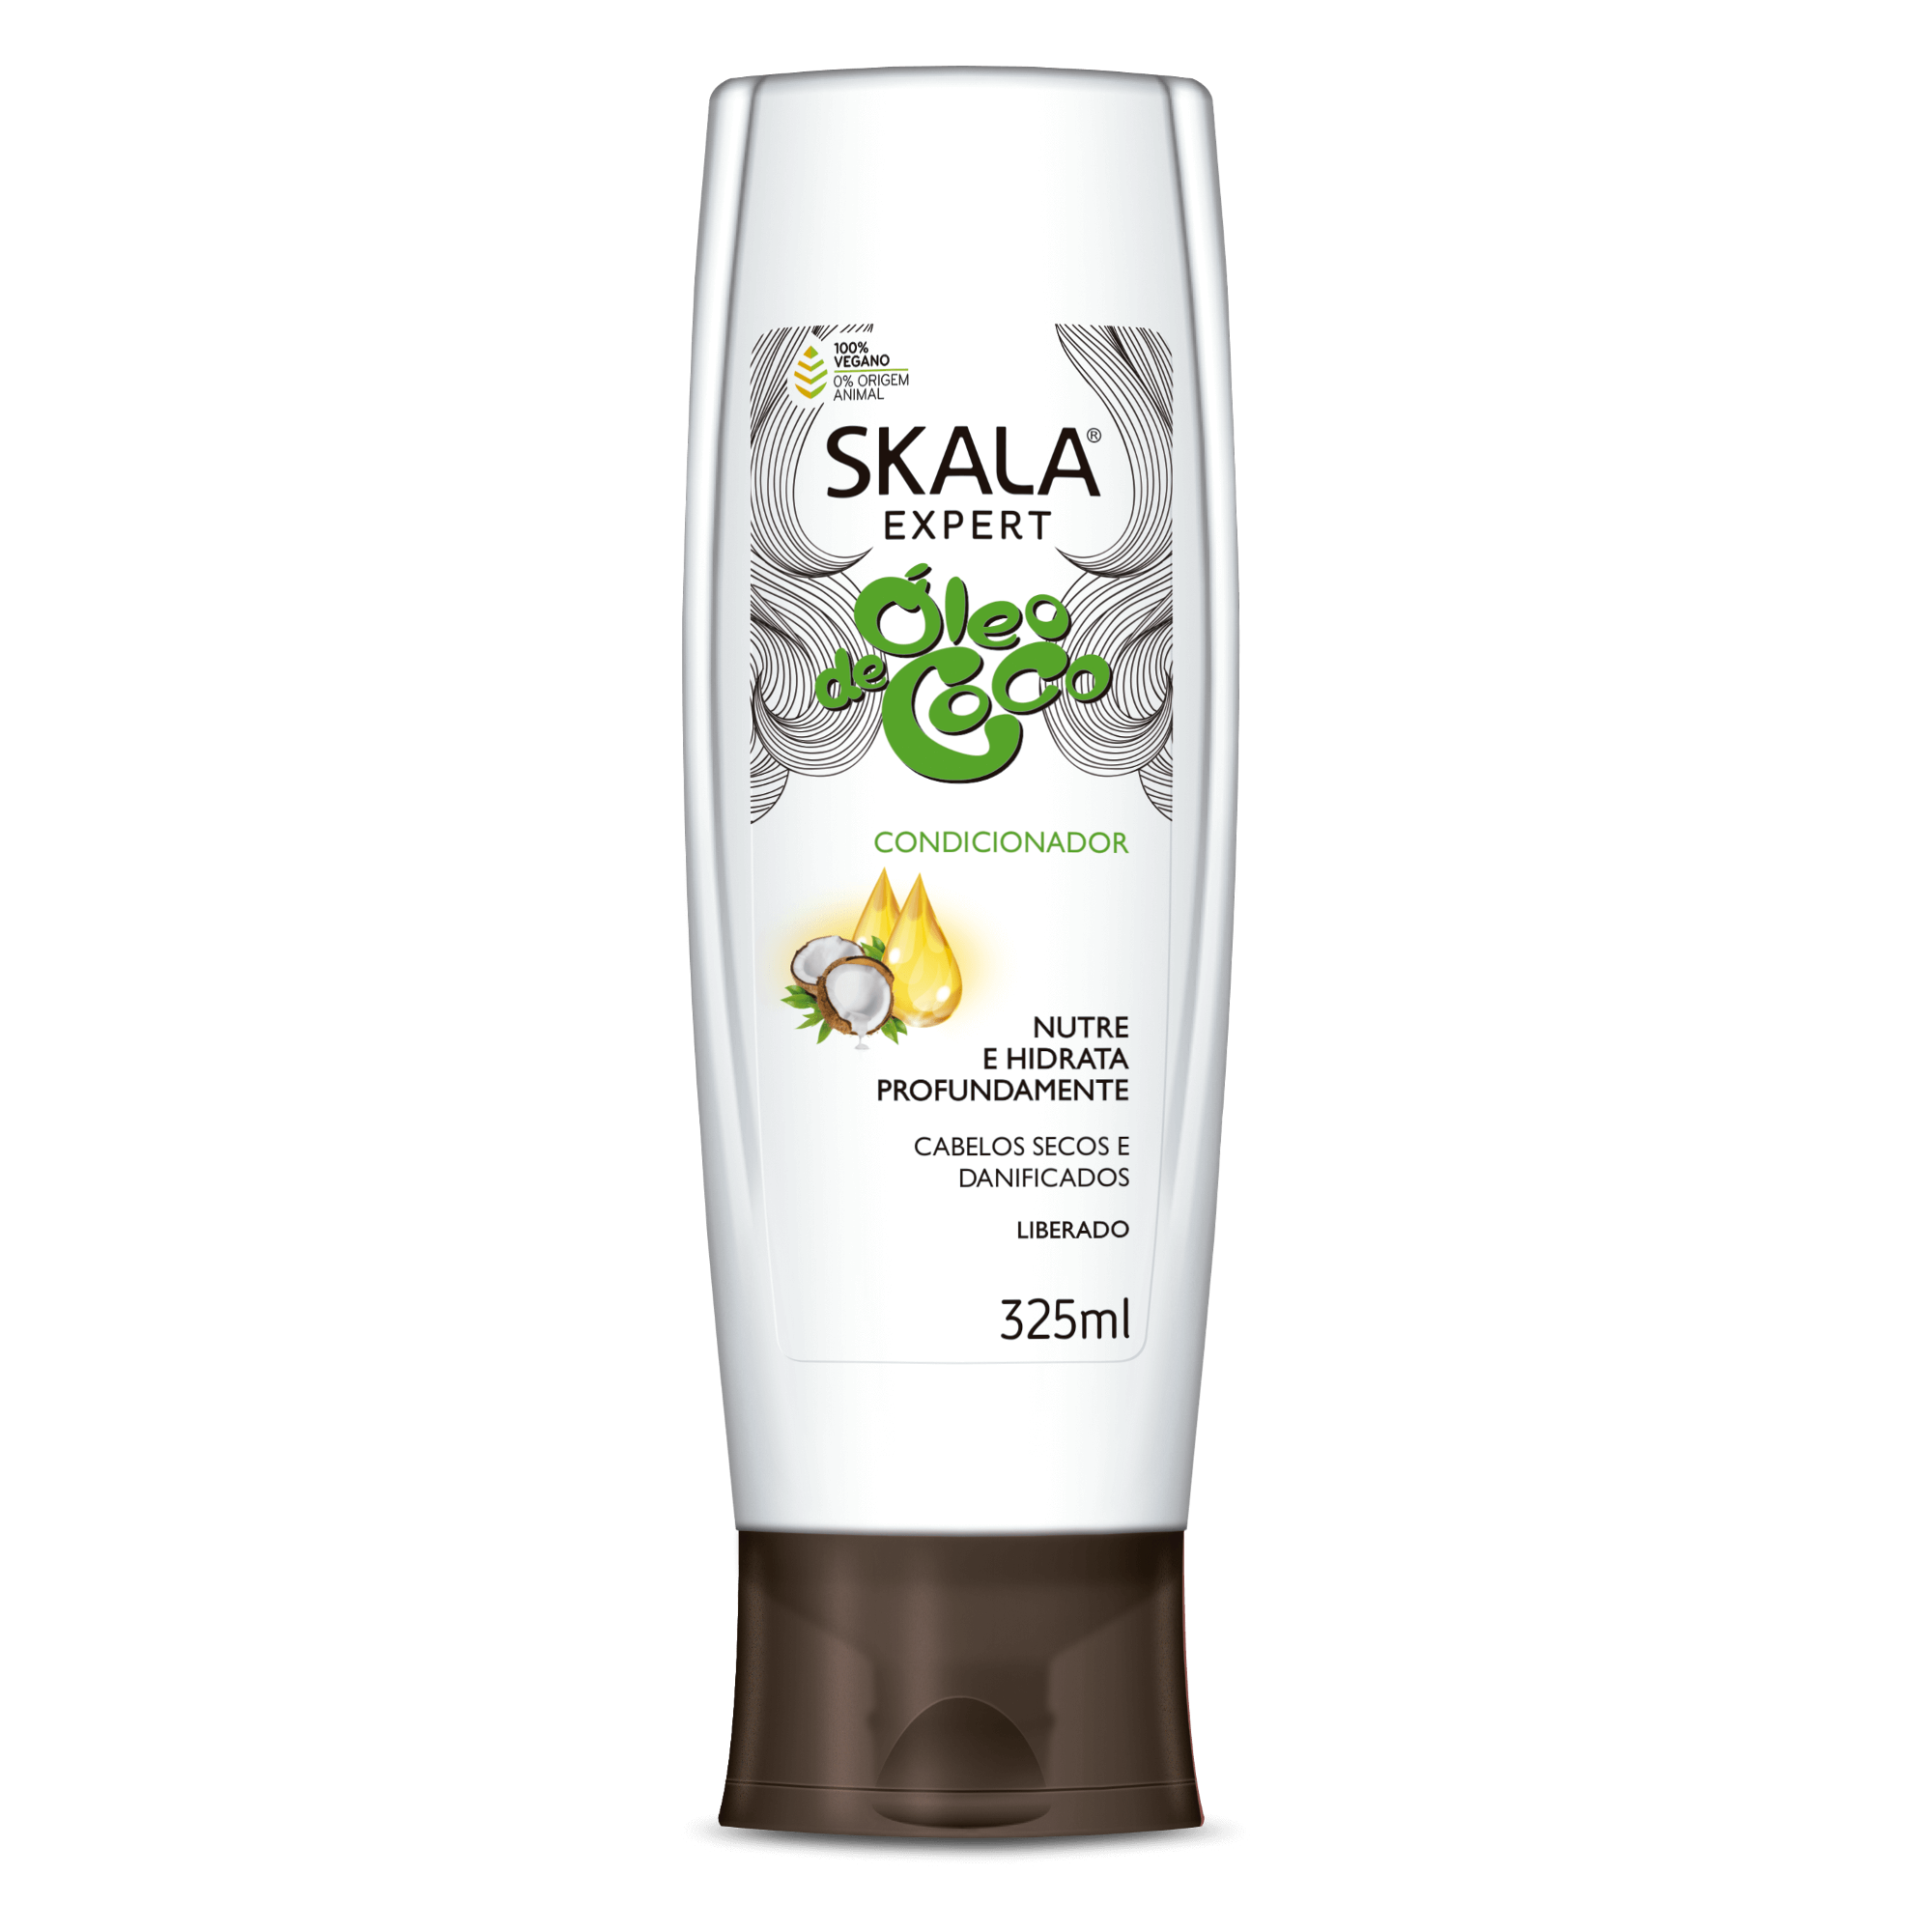 100%
VEGANO
0% ORIGEM
ANIMAL
SKALA®
EXPERT
Óleo
de Coco
CONDICIONADOR
NUTRE
E HIDRATA
PROFUNDAMENTE
CABELOS SECOS E
DANIFICADOS
LIBERADO
325ml